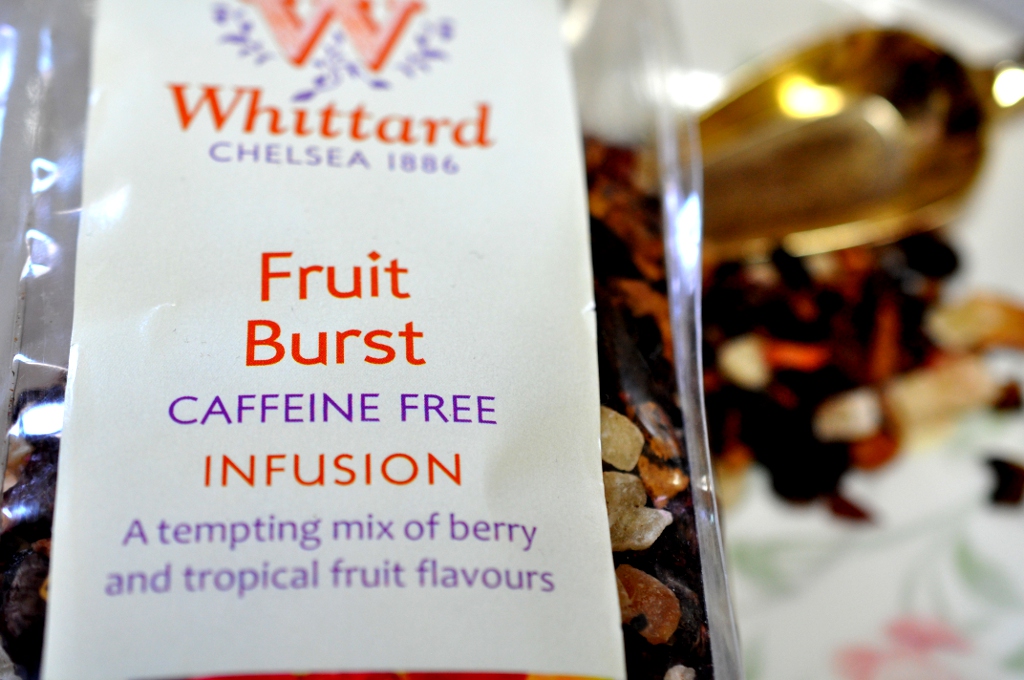 W
Whittard
CHELSEA 1886
Fruit
Burst
CAFFEINE FREE
INFUSION
A tempting mix of berry
and tropical fruit flavours